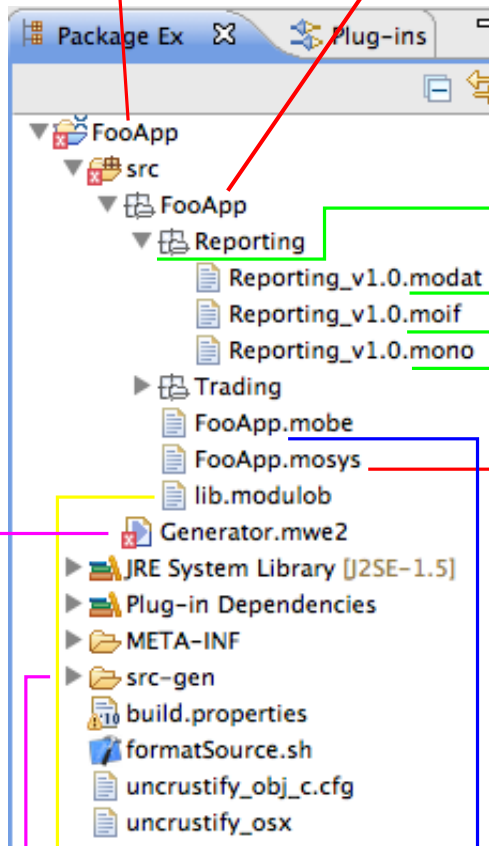 Package Ex Plug-ins
FooApp
src
FooApp
Reporting
Reporting_v1.0.modat
Reporting_v1.0.moif
Reporting_v1.0.mono
Trading
FooApp.mobe
FooApp.mosys
lib.modulob
Generator.mwe2
JRE System Library [J2SE-1.5]
Plug-in Dependencies
META-INF
src-gen
build.properties
formatSource.sh
uncrustify_obj_c.cfg
uncrustify_osx